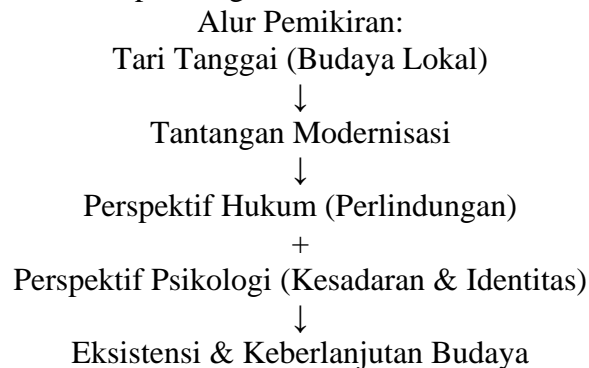 Alur Pemikiran:
Tari Tanggai (Budaya Lokal)
↓
Tantangan Modernisasi
↓
Perspektif Hukum (Perlindungan)
+
Perspektif Psikologi (Kesadaran & Identitas)
↓
Eksistensi & Keberlanjutan Budaya